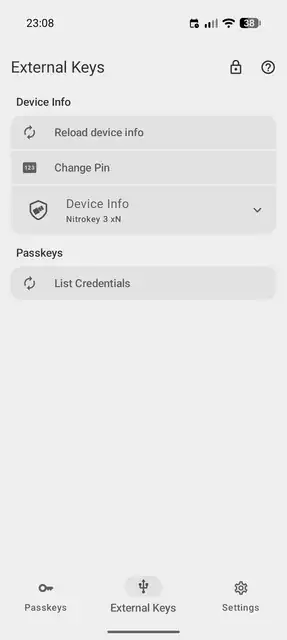 23:08
38
External Keys
Device Info
Reload device info
123
Change Pin
Device Info
Nitrokey 3 xN
Passkeys
List Credentials
Passkeys
External Keys
Settings